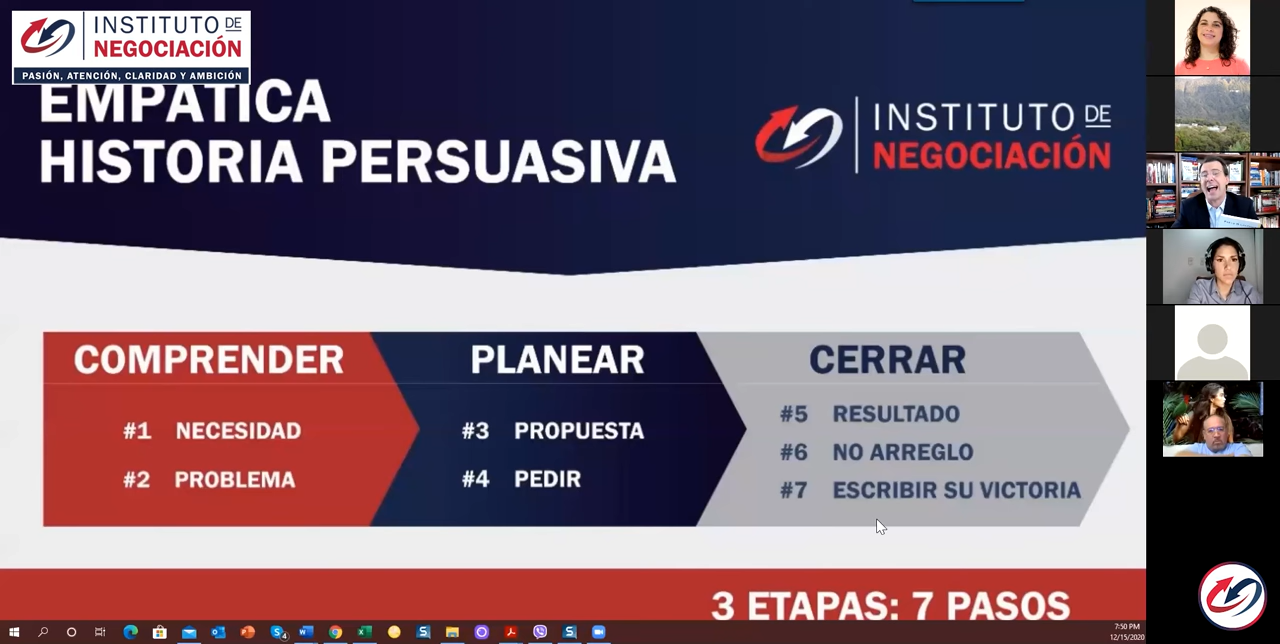 INSTITUTO DE
NEGOCIACIÓN
PASIÓN, ATENCIÓN, CLARIDAD Y AMBICIÓN
EMPÁTICA
HISTORIA PERSUASIVA
INSTITUTO DE
NEGOCIACIÓN
COMPRENDER
#1 NECESIDAD
#2 PROBLEMA
PLANEAR
#3 PROPUESTA
#4 PEDIR
CERRAR
#5 RESULTADO
#6 NO ARREGLO
#7 ESCRIBIR SU VICTORIA
3 ETAPAS: 7 PASOS
7:50 PM
12/15/2020